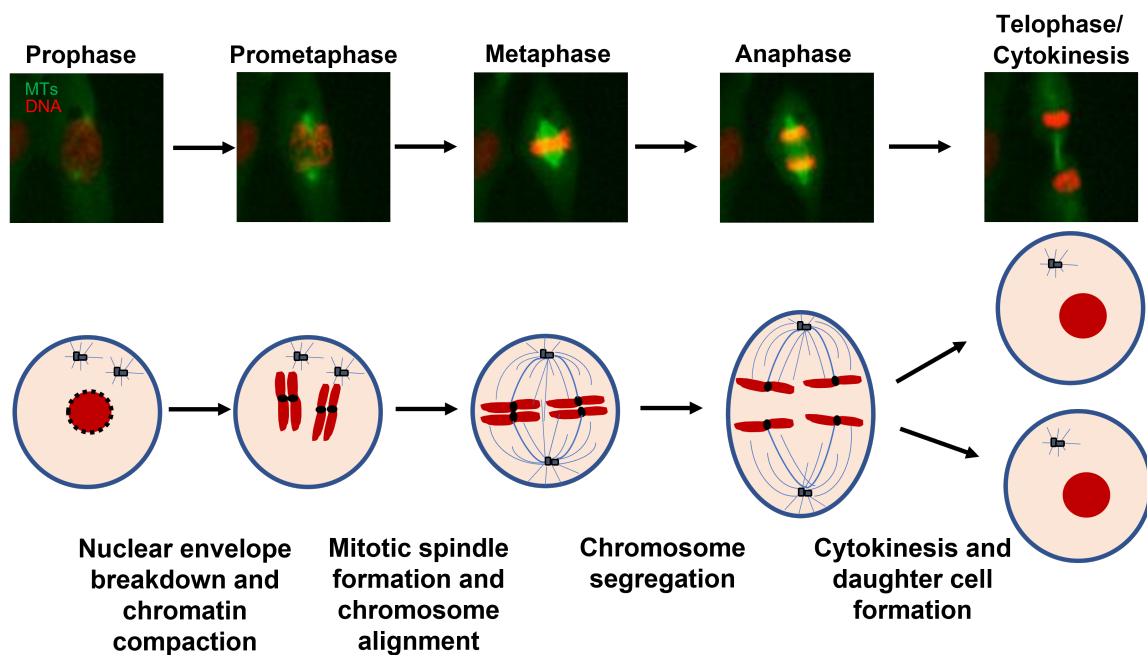 Prophase
Prometaphase
Metaphase
Anaphase
Telophase/
Cytokinesis
MTs
DNA
Nuclear envelope
breakdown and
chromatin
compaction
Mitotic spindle
formation and
chromosome
alignment
Chromosome
segregation
Cytokinesis and
daughter cell
formation